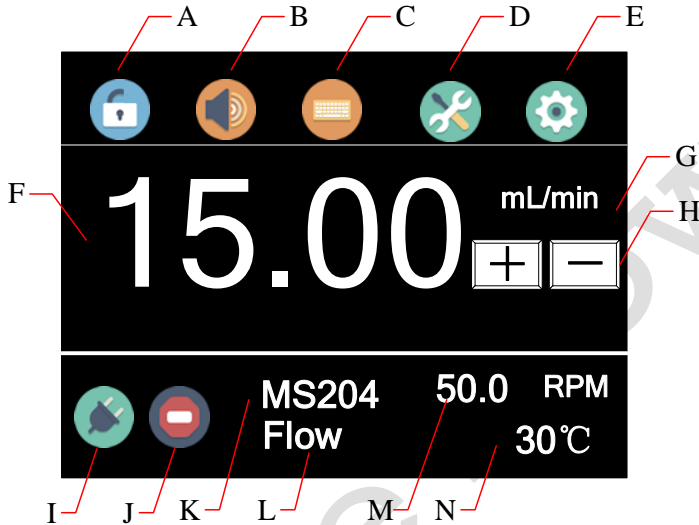 A B C D E
F 15.00 mL/min G
+ − H
MS204 50.0 RPM
Flow 30℃
I J K L M N